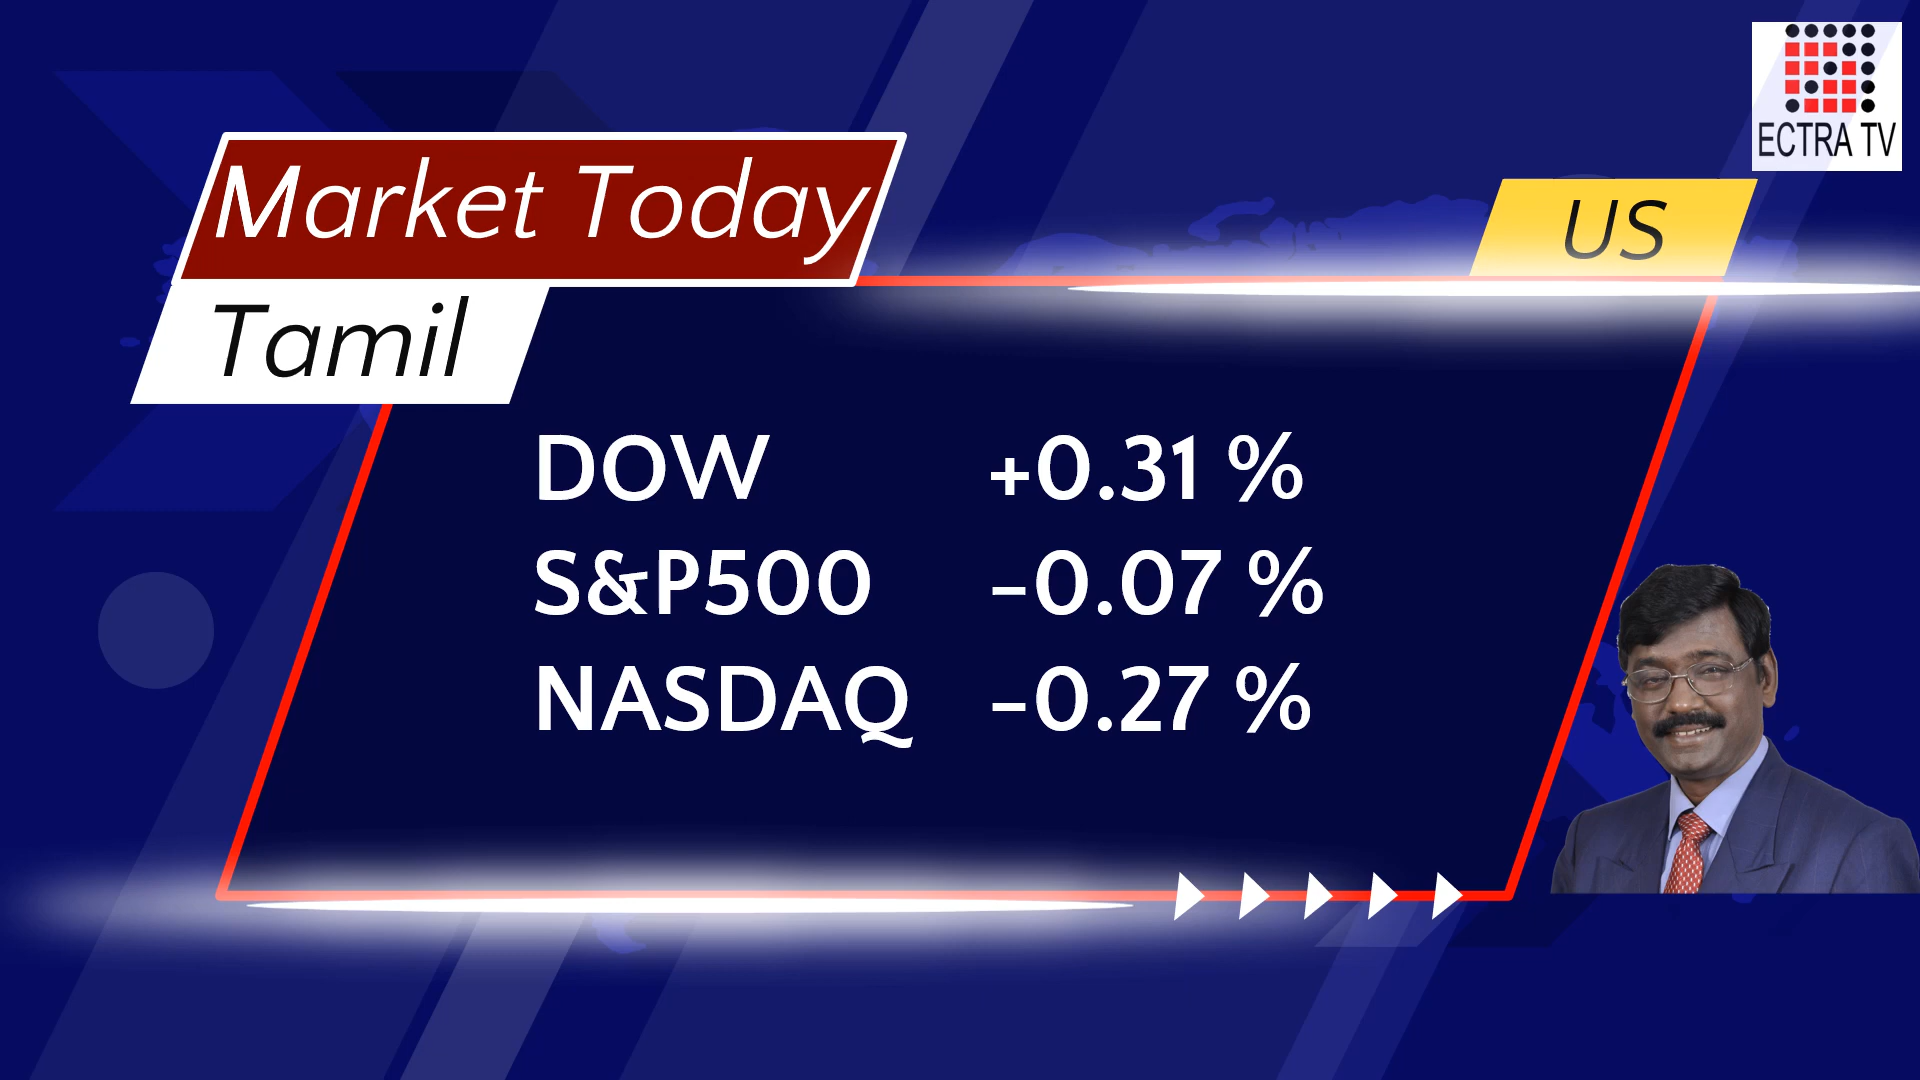 ECTRA TV
Market Today
US
Tamil
DOW +0.31 %
S&P500 -0.07 %
NASDAQ -0.27 %